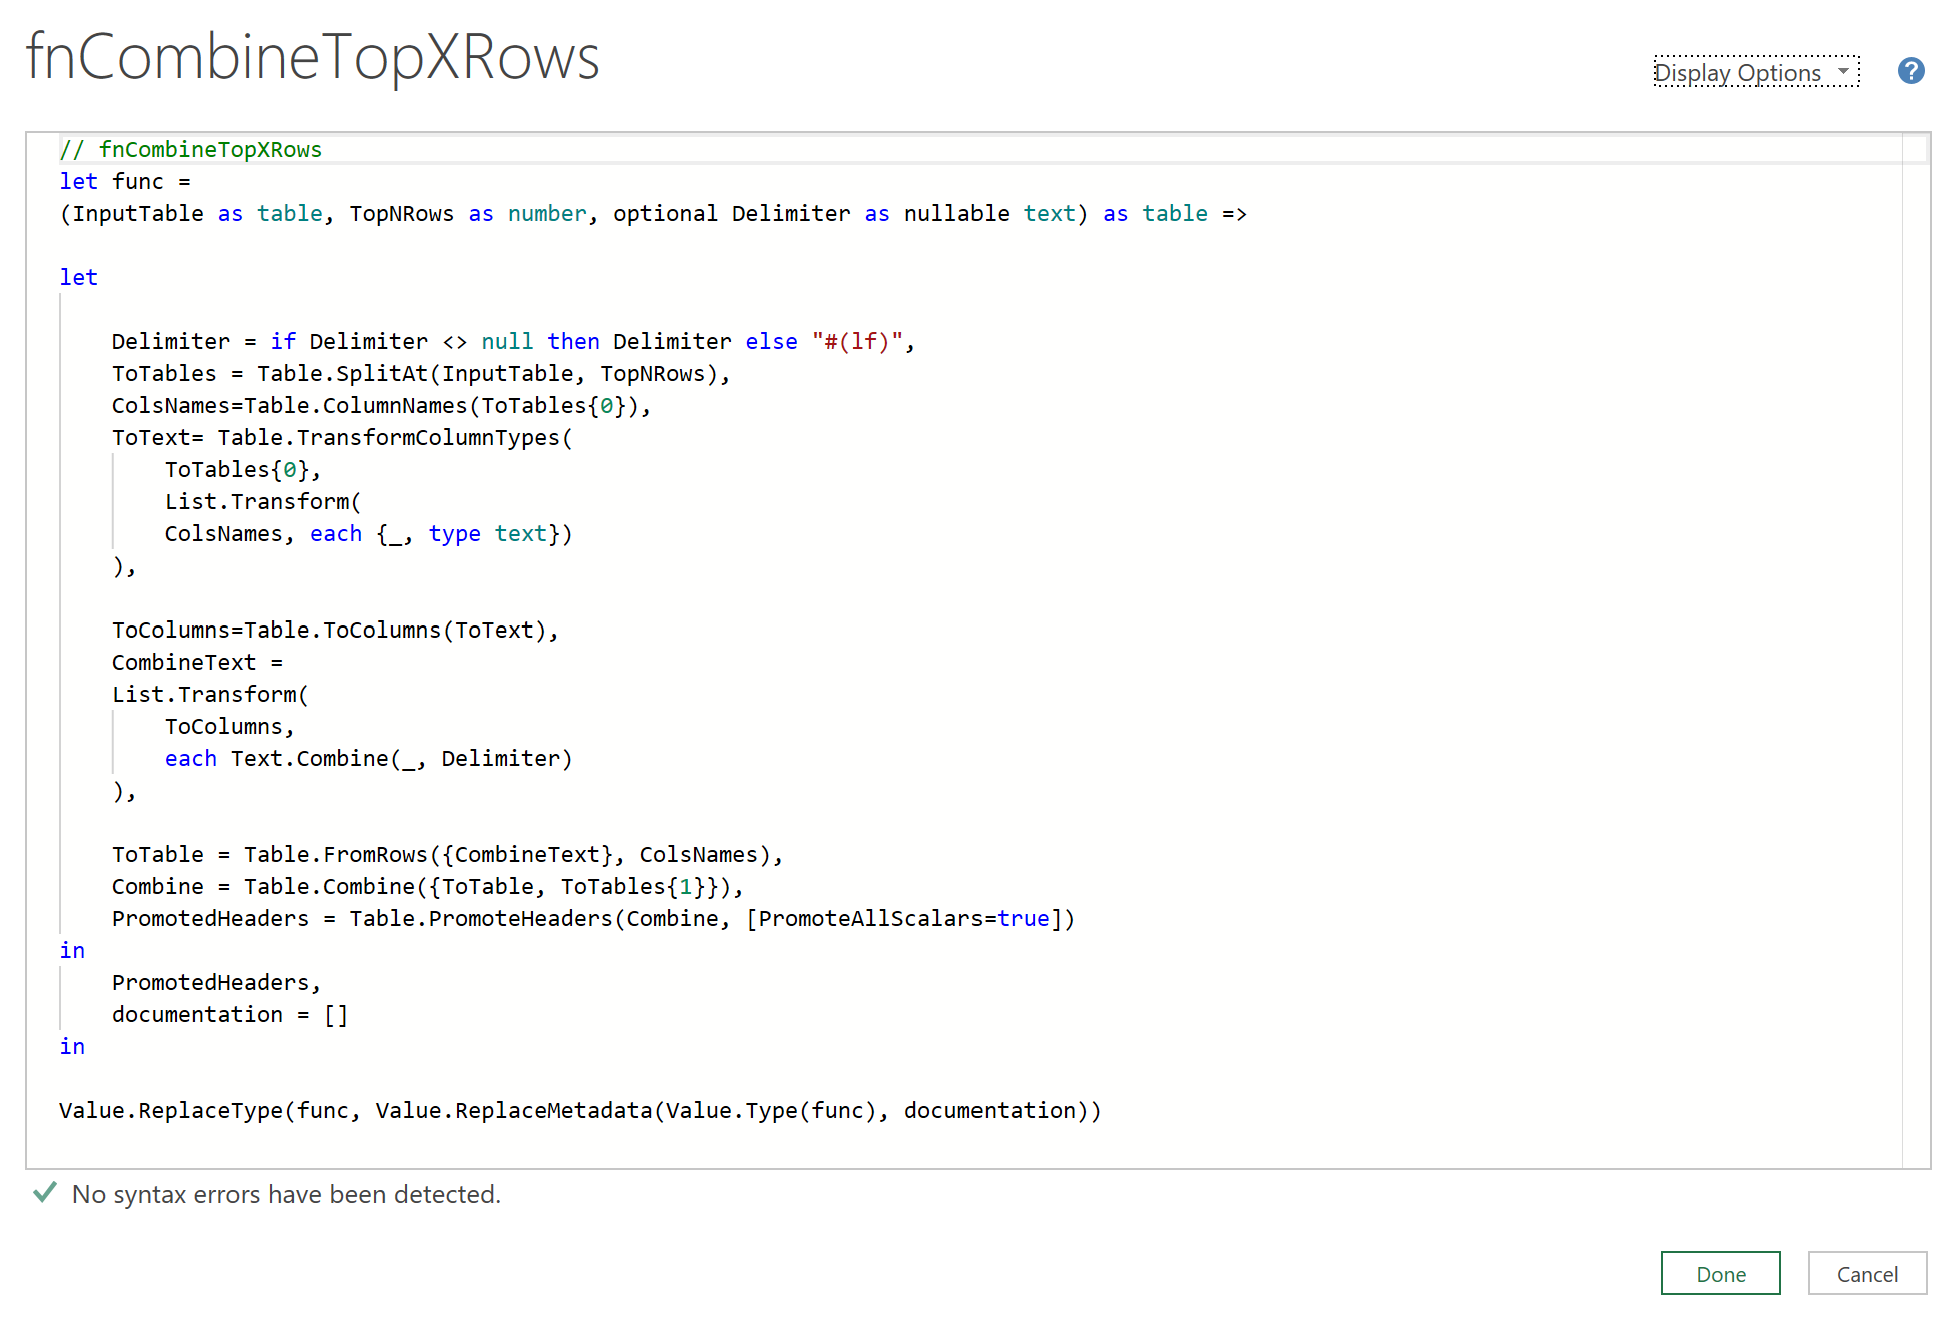 fnCombineTopXRows
Display Options
?
// fnCombineTopXRows
let func =
(InputTable as table, TopNRows as number, optional Delimiter as nullable text) as table =>
let
Delimiter = if Delimiter <> null then Delimiter else "#(lf)",
ToTables = Table.SplitAt(InputTable, TopNRows),
ColsNames=Table.ColumnNames(ToTables{0}),
ToText= Table.TransformColumnTypes(
ToTables{0},
List.Transform(
ColsNames, each {_, type text})
),
ToColumns=Table.ToColumns(ToText),
CombineText =
List.Transform(
ToColumns,
each Text.Combine(_, Delimiter)
),
ToTable = Table.FromRows({CombineText}, ColsNames),
Combine = Table.Combine({ToTable, ToTables{1}}),
PromotedHeaders = Table.PromoteHeaders(Combine, [PromoteAllScalars=true])
in
PromotedHeaders,
documentation = []
in
Value.ReplaceType(func, Value.ReplaceMetadata(Value.Type(func), documentation))
No syntax errors have been detected.
Done
Cancel